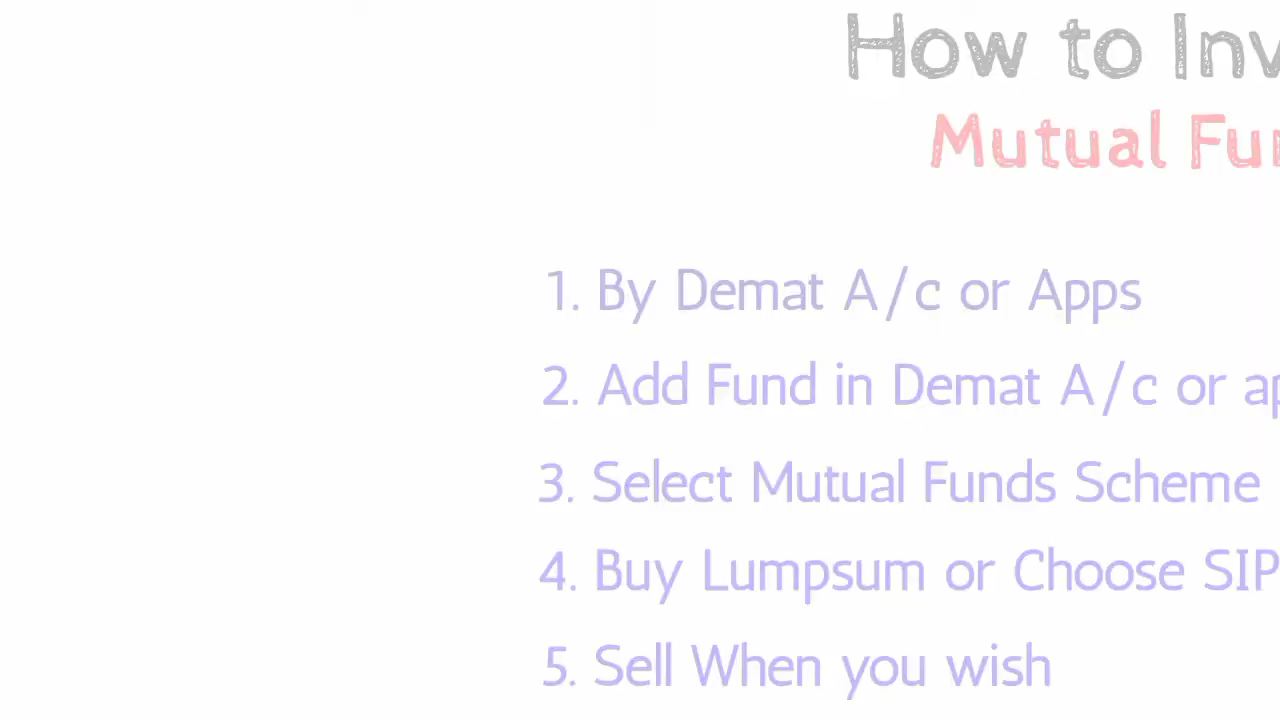 How to Inv
Mutual Fun
1. By Demat A/c or Apps
2. Add Fund in Demat A/c or ap
3. Select Mutual Funds Scheme
4. Buy Lumpsum or Choose SIP
5. Sell When you wish